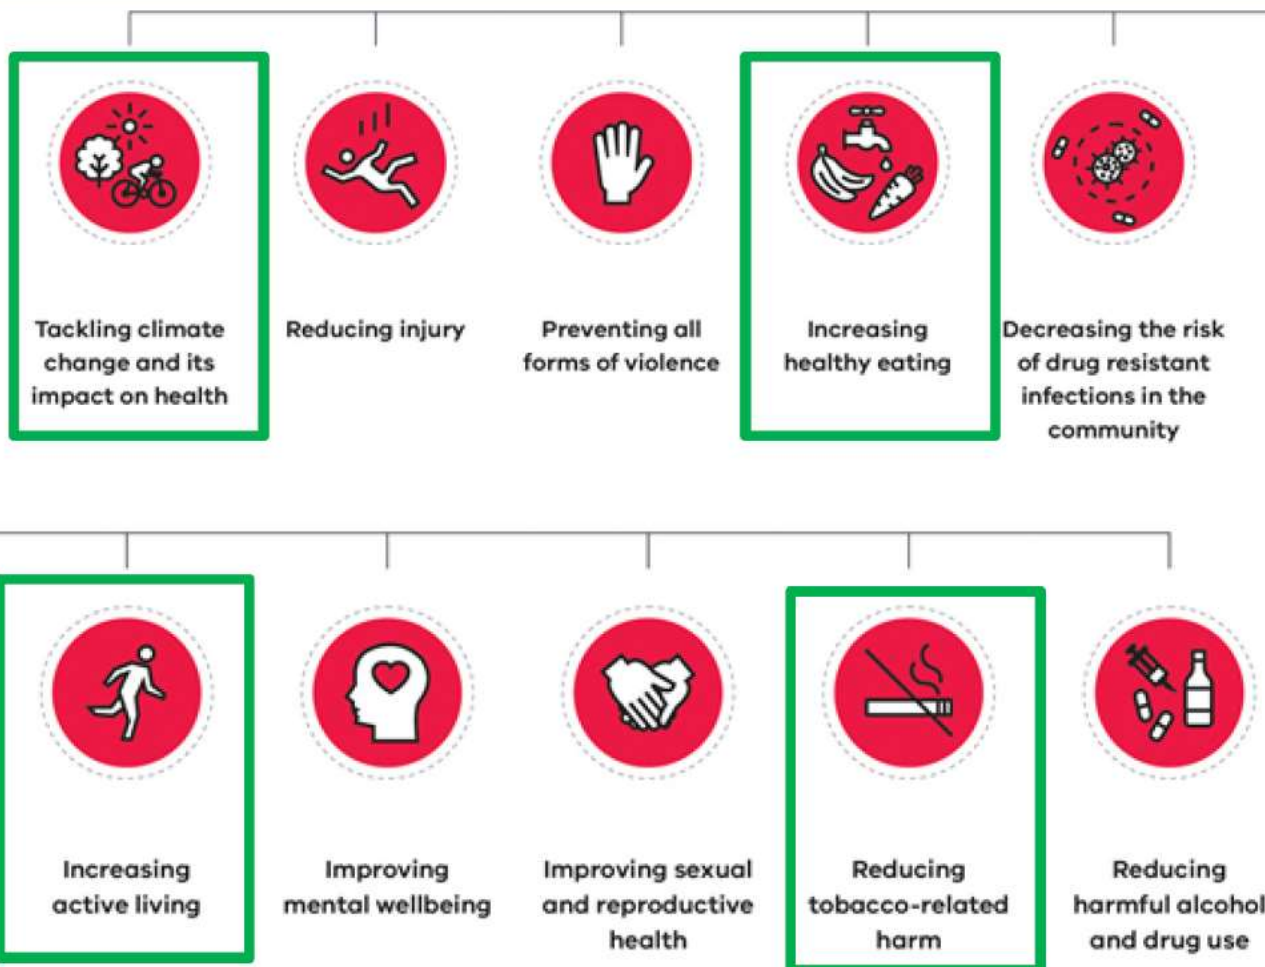 Tackling climate
change and its
impact on health
Reducing injury
Preventing all
forms of violence
Increasing
healthy eating
Decreasing the risk
of drug resistant
infections in the
community
Increasing
active living
Improving
mental wellbeing
Improving sexual
and reproductive
health
Reducing
tobacco-related
harm
Reducing
harmful alcohol
and drug use